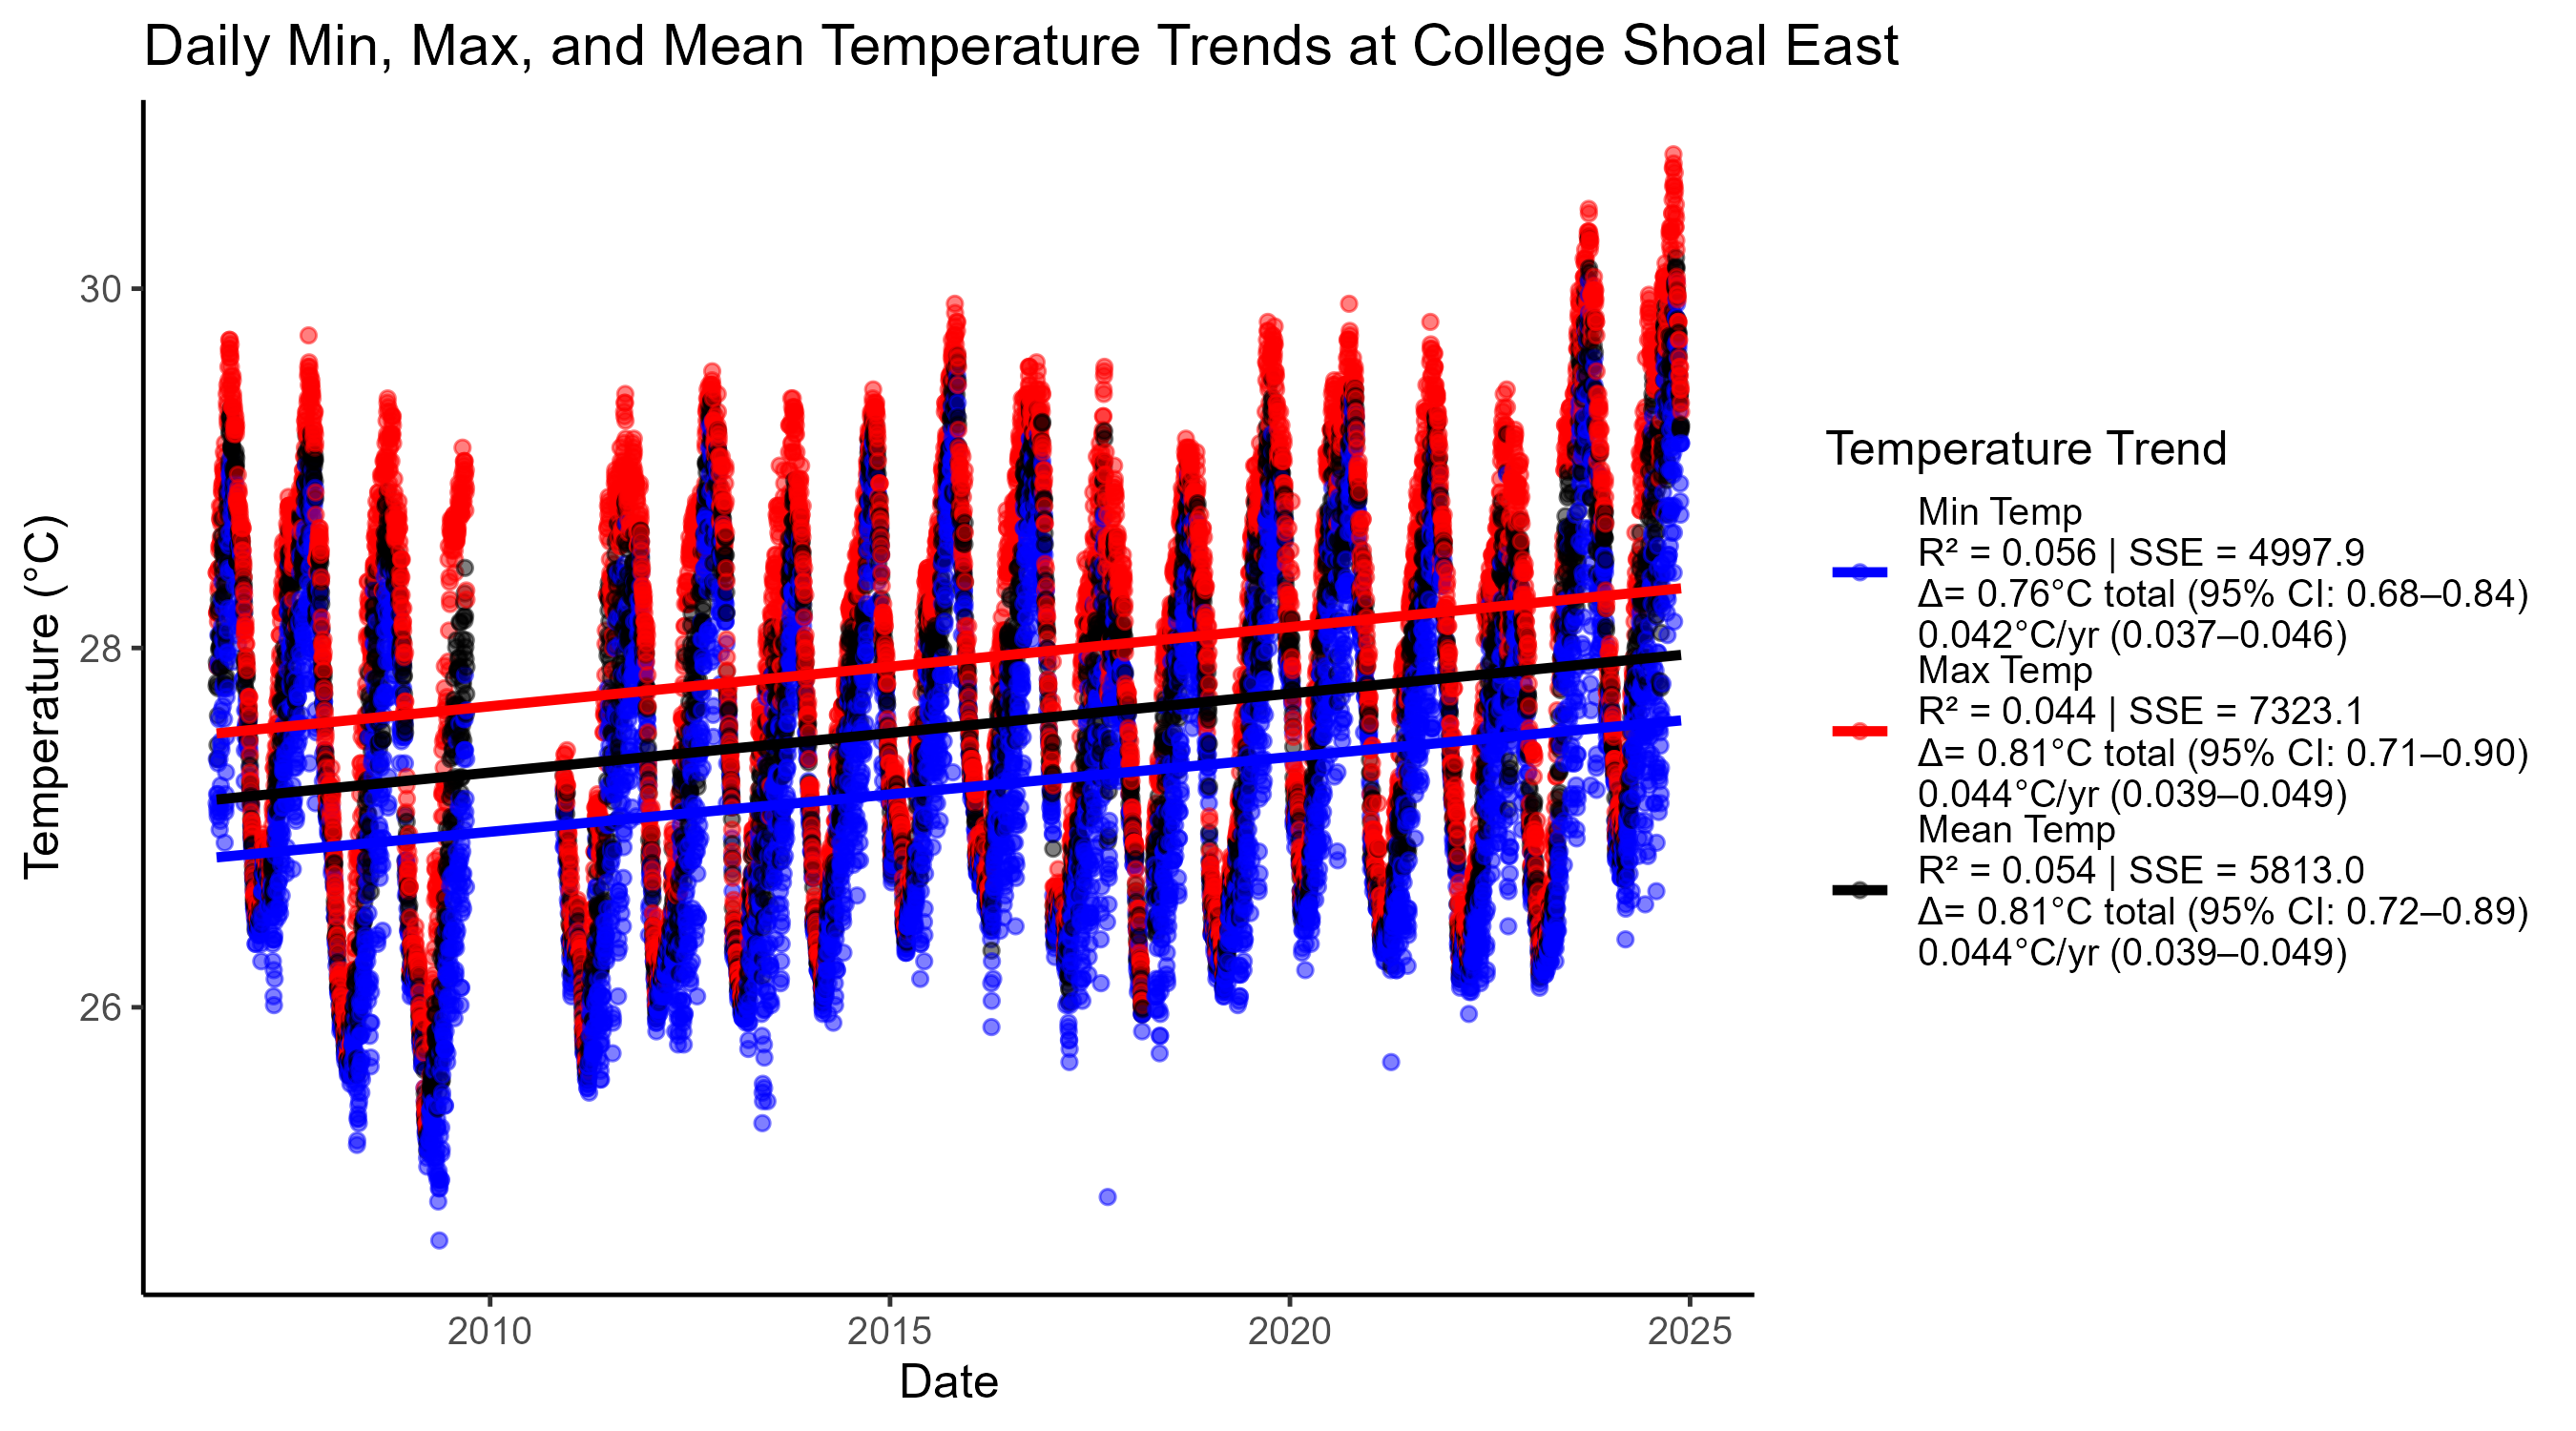 Daily Min, Max, and Mean Temperature Trends at College Shoal East
Temperature (°C)
30
28
26
2010
2015
2020
2025
Date
Temperature Trend
Min Temp
R² = 0.056 | SSE = 4997.9
Δ= 0.76°C total (95% CI: 0.68–0.84)
0.042°C/yr (0.037–0.046)
Max Temp
R² = 0.044 | SSE = 7323.1
Δ= 0.81°C total (95% CI: 0.71–0.90)
0.044°C/yr (0.039–0.049)
Mean Temp
R² = 0.054 | SSE = 5813.0
Δ= 0.81°C total (95% CI: 0.72–0.89)
0.044°C/yr (0.039–0.049)